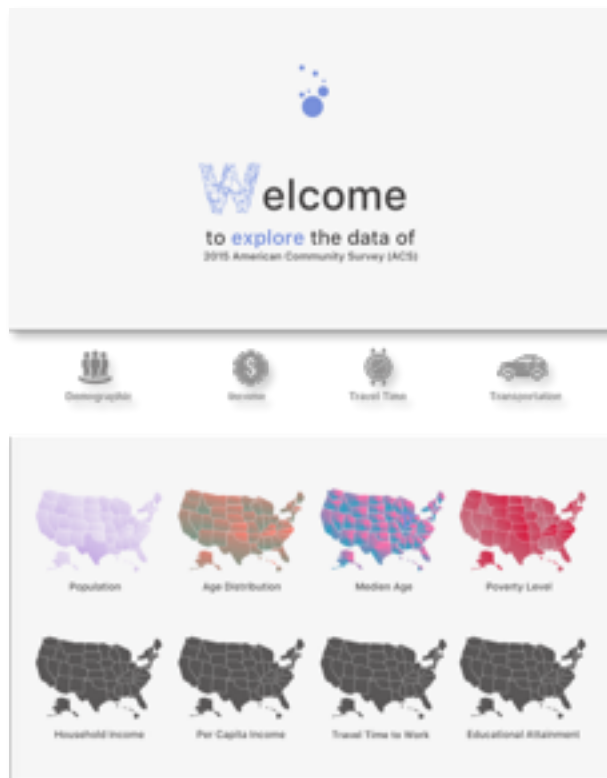 Welcome
to explore the data of
2015 American Community Survey (ACS)
Demographic
Income
Travel Time
Transportation
Population
Age Distribution
Medien Age
Poverty Level
Household Income
Per Capita Income
Travel Time to Work
Educational Attainment